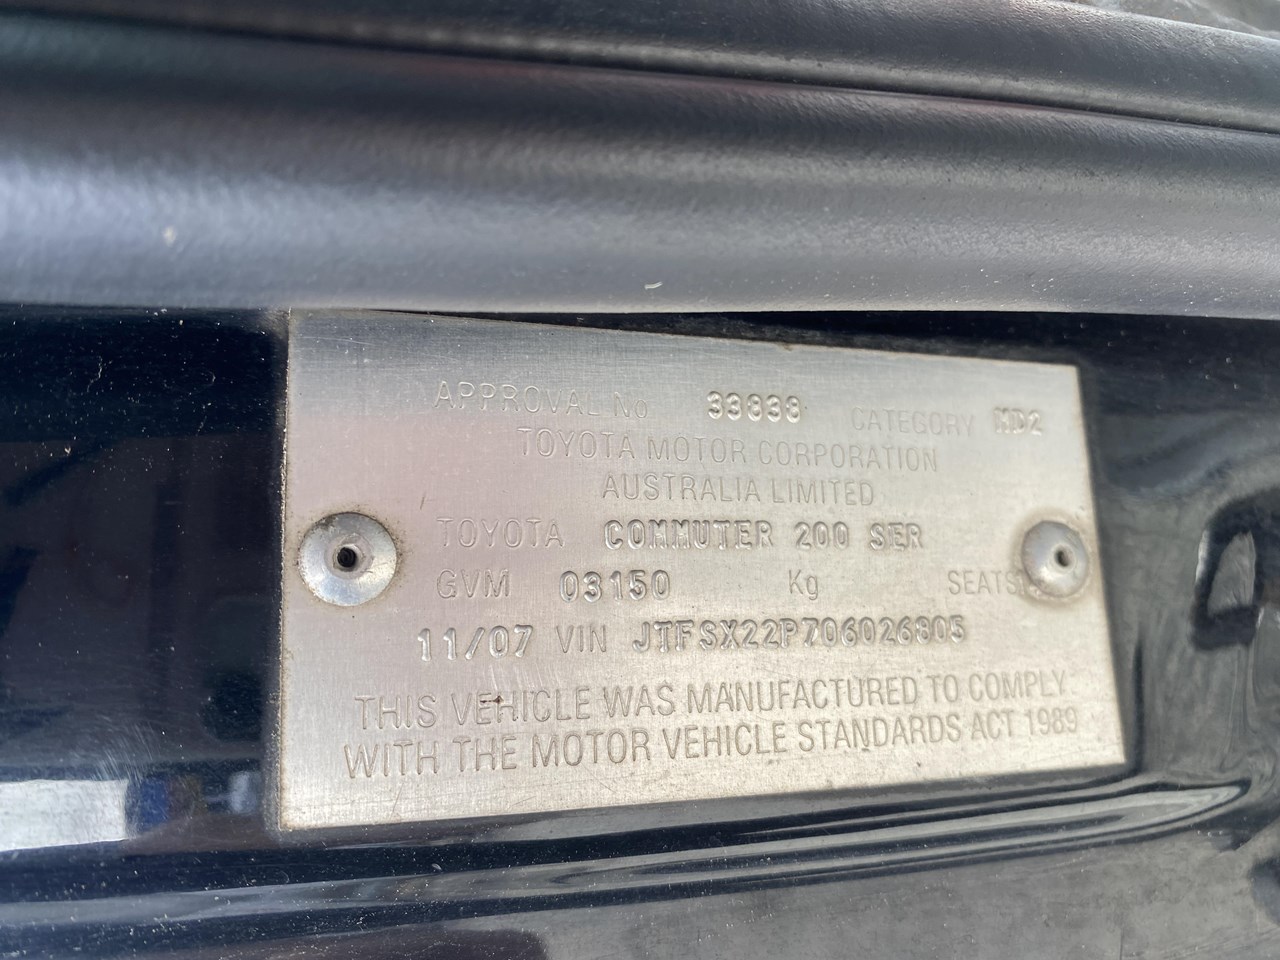 APPROVAL No 33838 CATEGORY MD2
TOYOTA MOTOR CORPORATION
AUSTRALIA LIMITED
TOYOTA COMMUTER 200 SER
GVM 03150 Kg SEATS
11/07 VIN JTFSX22P706026805
THIS VEHICLE WAS MANUFACTURED TO COMPLY
WITH THE MOTOR VEHICLE STANDARDS ACT 1989